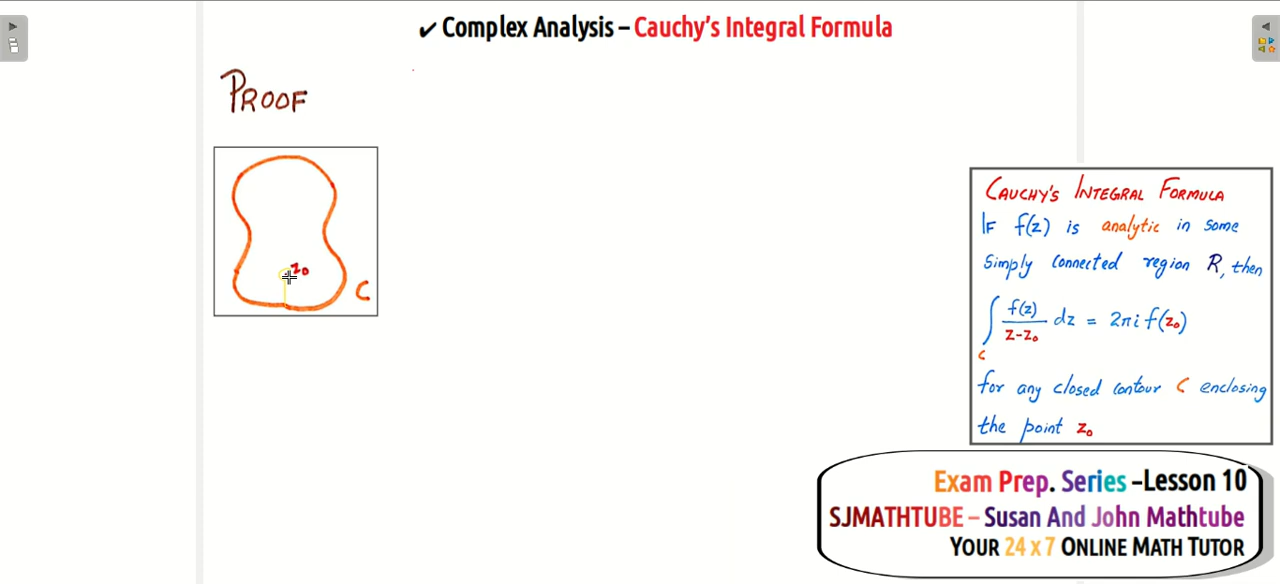 ✔ Complex Analysis – Cauchy's Integral Formula
PROOF
z₀
C
CAUCHY'S INTEGRAL FORMULA
IF f(z) is analytic in some
simply connected region R, then
∫_C f(z)/(z-z₀) dz = 2πi f(z₀)
for any closed contour C enclosing
the point z₀
Exam Prep. Series –Lesson 10
SJMATHTUBE – Susan And John Mathtube
YOUR 24 x 7 ONLINE MATH TUTOR